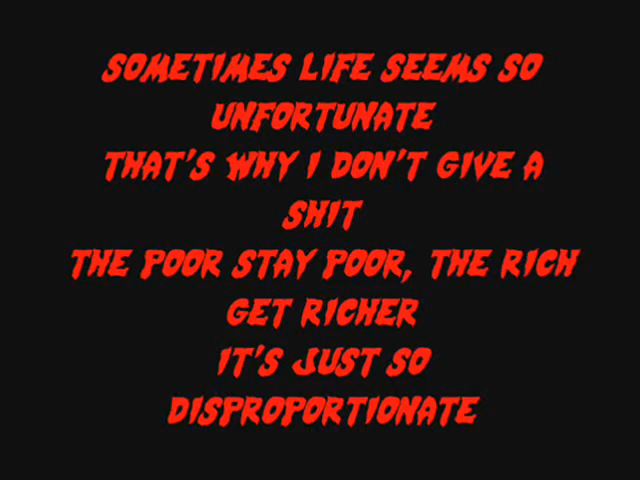 SOMETIMES LIFE SEEMS SO
UNFORTUNATE
THAT'S WHY I DON'T GIVE A
SHIT
THE POOR STAY POOR, THE RICH
GET RICHER
IT'S JUST SO
DISPROPORTIONATE